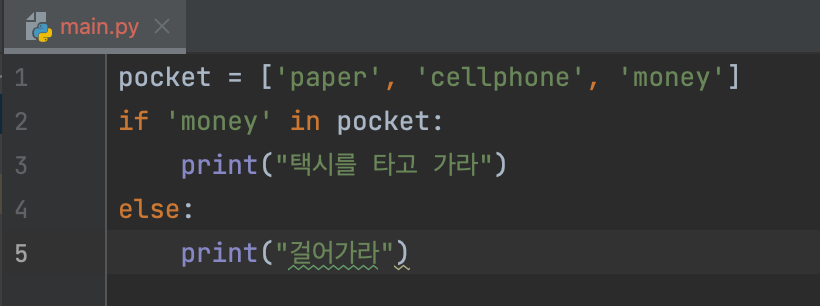 main.py
1 pocket = ['paper', 'cellphone', 'money']
2 if 'money' in pocket:
3     print("택시를 타고 가라")
4 else:
5     print("걸어가라")